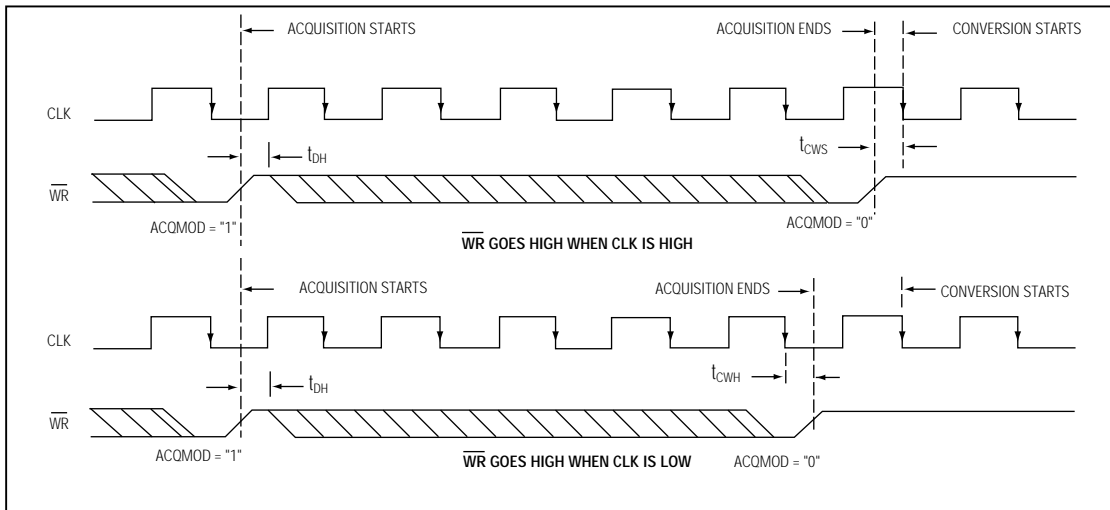 ACQUISITION STARTS
ACQUISITION ENDS
CONVERSION STARTS
CLK
tDH
tCWS
WR
ACQMOD = "1"
ACQMOD = "0"
WR GOES HIGH WHEN CLK IS HIGH
ACQUISITION STARTS
ACQUISITION ENDS
CONVERSION STARTS
CLK
tDH
tCWH
WR
ACQMOD = "1"
WR GOES HIGH WHEN CLK IS LOW
ACQMOD = "0"